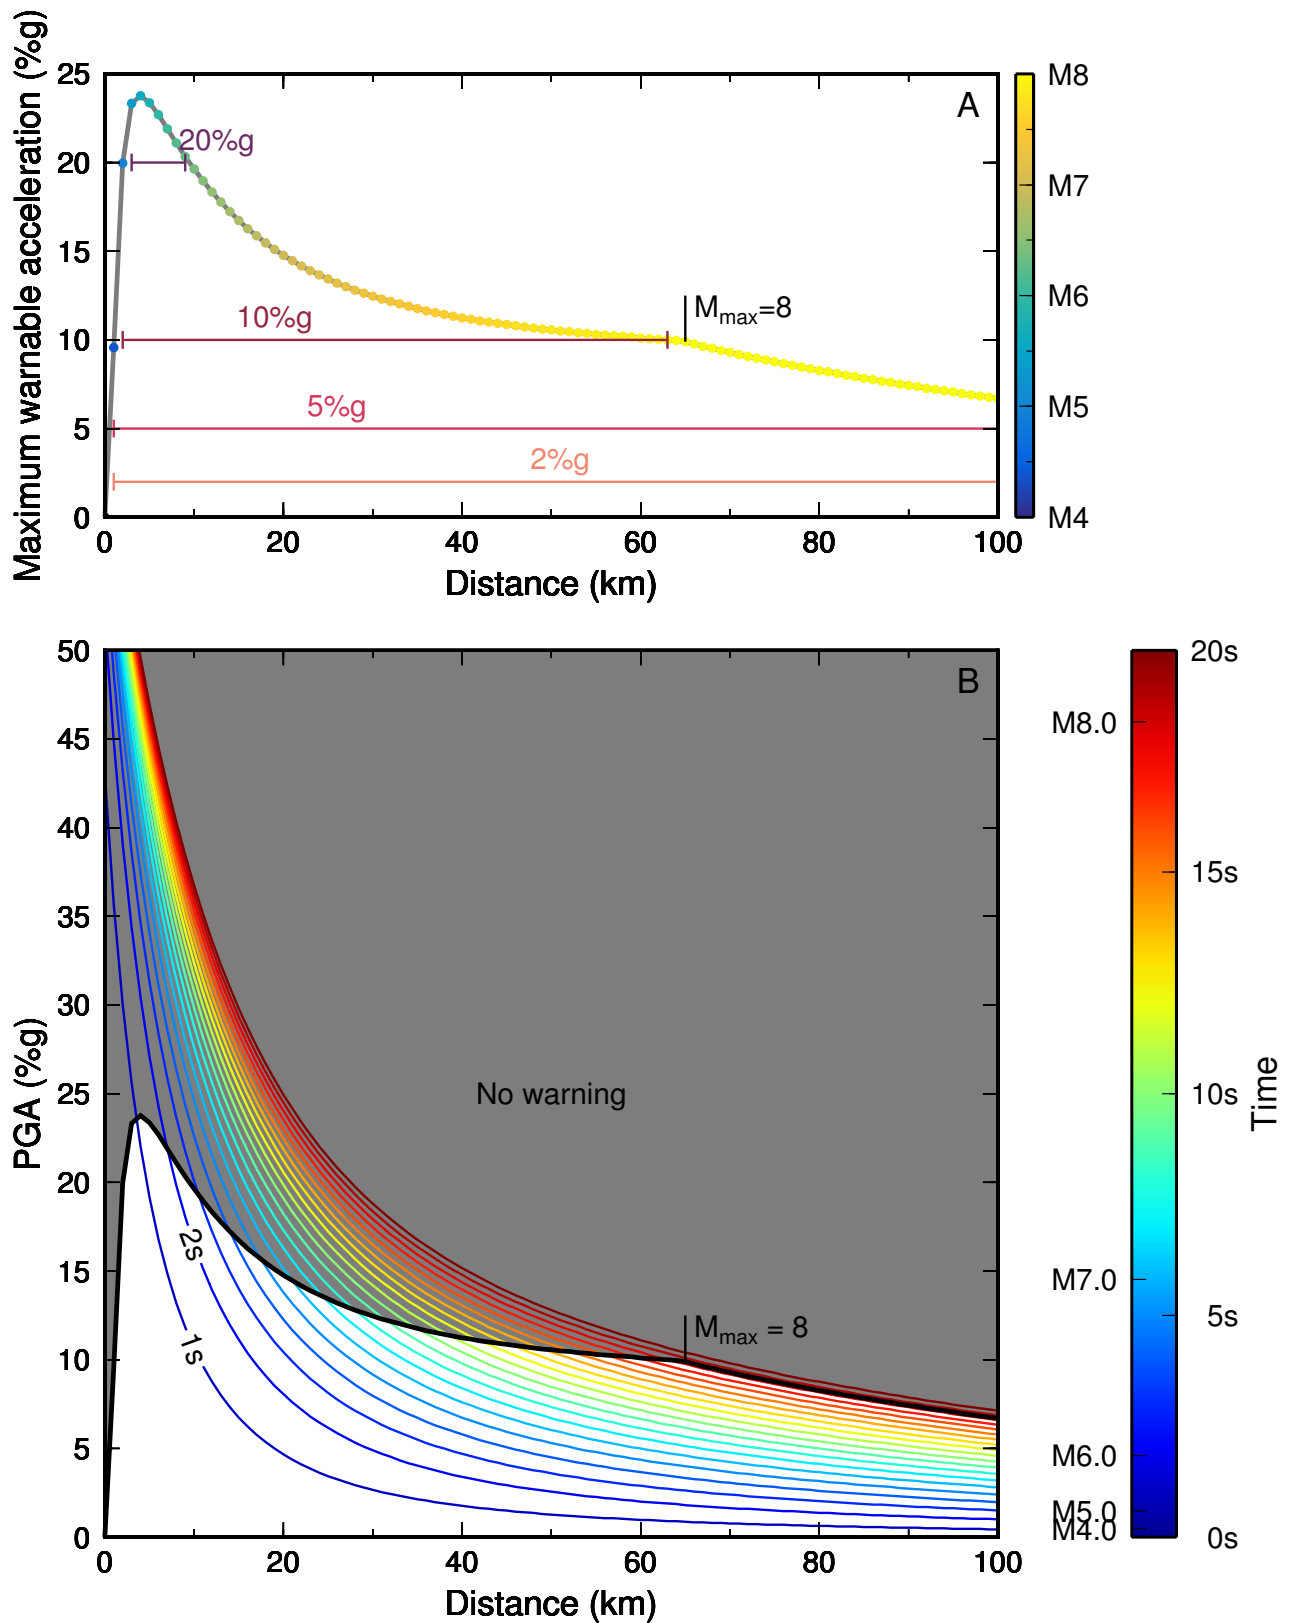 Maximum warnable acceleration (%g)
25
20
15
10
5
0
A
20%g
10%g
5%g
2%g
Mmax=8
0 20 40 60 80 100
Distance (km)
M8
M7
M6
M5
M4
PGA (%g)
50
45
40
35
30
25
20
15
10
5
0
B
No warning
2s
1s
Mmax = 8
0 20 40 60 80 100
Distance (km)
M8.0
M7.0
M6.0
M5.0
M4.0
20s
15s
10s
5s
0s
Time